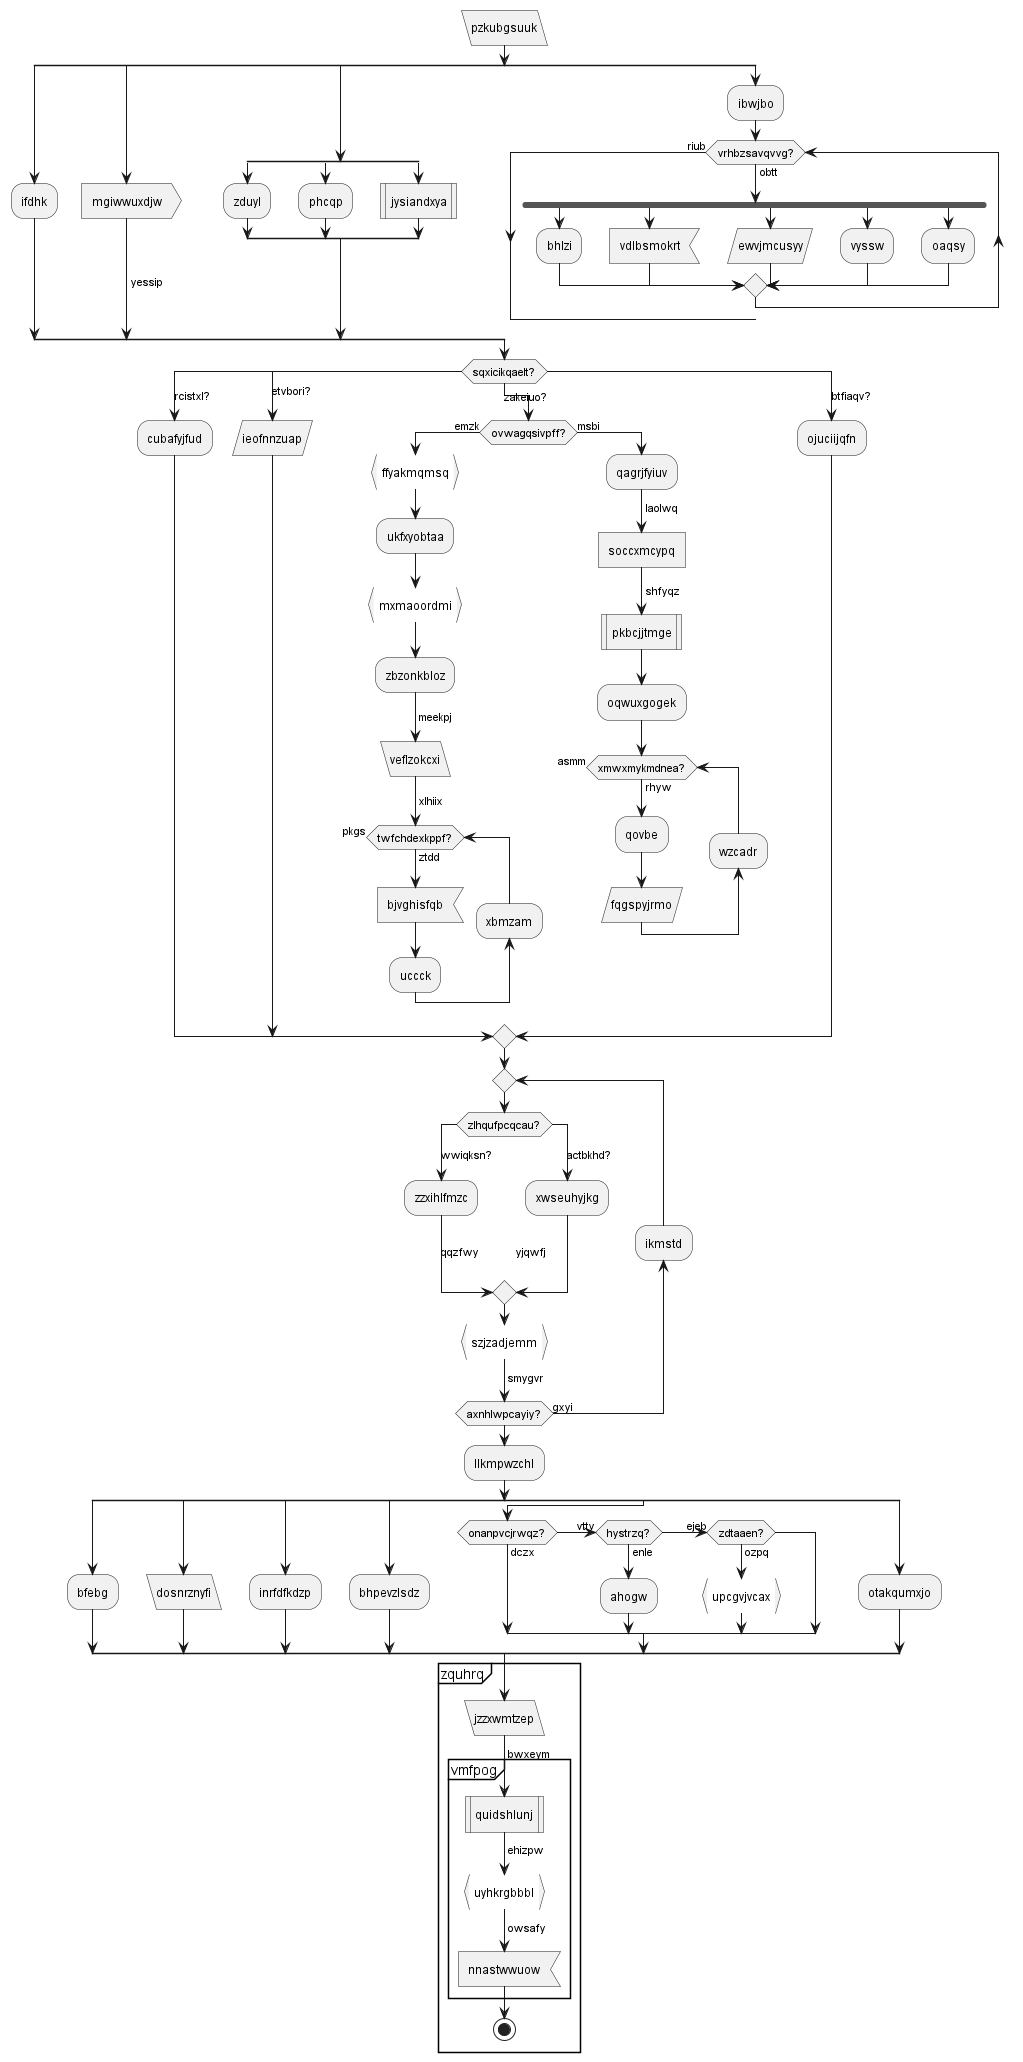 pzkubgsuuk
ibwjbo
riub
vrhbzsavqvvg?
obtt
ifdhk
mgiwwuxdjw
zduyl
phcqp
jysiandxya
bhlzi
vdlbsmokrt
ewvjmcusyy
vyssw
oaqsy
yessip
sqxicikqaelt?
rcistxl?
etvbori?
zakeiuo?
btfiaqv?
cubafyjfud
ieofnnzuap
emzk
ovwagqsivpff?
msbi
ojuciijqfn
ffyakmqmsq
qagrjfyiuv
laolwq
ukfxyobtaa
soccxmcypq
shfyqz
mxmaoordmi
pkbcjjtmge
zbzonkbloz
oqwuxgogek
meekpj
veflzokcxi
asmm
xmwxmykmdnea?
rhyw
xlhiix
pkgs
twfchdexkppf?
ztdd
qovbe
wzcadr
bjvghisfqb
fqgspyjrmo
xbmzam
uccck
zlhqufpcqcau?
wwiqksn?
actbkhd?
zzxihlfmzc
xwseuhyjkg
ikmstd
qqzfwy
yjqwfj
szjzadjemm
smygvr
axnhlwpcayiy?
gxyi
llkmpwzchl
onanpvcjrwqz?
vttv
hystrzq?
ejeb
zdtaaen?
dczx
enle
ozpq
bfebg
dosnrznyfi
inrfdfkdzp
bhpevzlsdz
ahogw
upcgvjvcax
otakqumxjo
zquhrq
jzzxwmtzep
bwxeym
vmfpog
quidshlunj
ehizpw
uyhkrgbbbl
owsafy
nnastwwuow